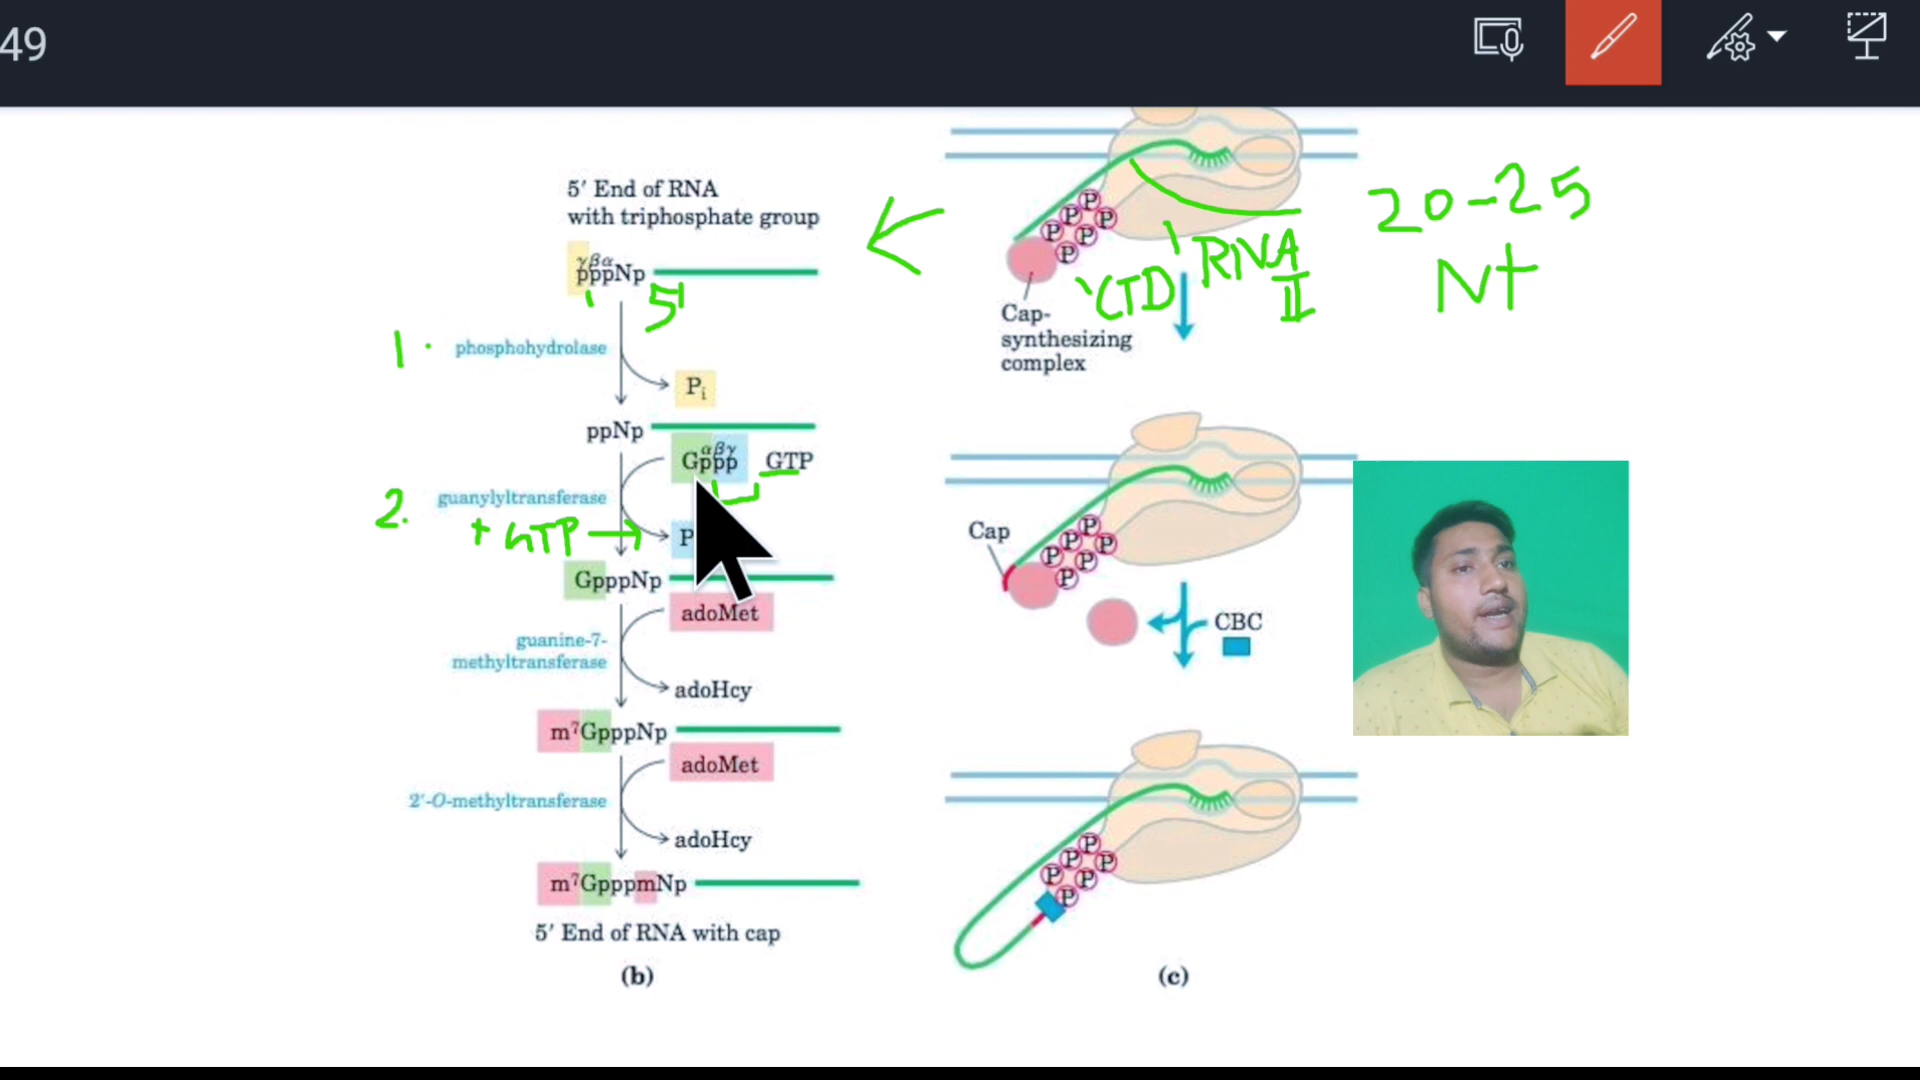 49
5′ End of RNA
with triphosphate group
γβα
pppNp
5'
1. phosphohydrolase
Pi
ppNp
αβγ
Gppp GTP
2. guanylyltransferase
+ GTP →
P
GpppNp
adoMet
guanine-7-
methyltransferase
adoHcy
m⁷GpppNp
adoMet
2′-O-methyltransferase
adoHcy
m⁷GpppmNp
5′ End of RNA with cap
(b)
P
P P
P P
P
Cap-
synthesizing
complex
CTD
RNA
II
20-25
Nt
Cap
P
P P
P P
P
CBC
P
P P
P P
P
(c)